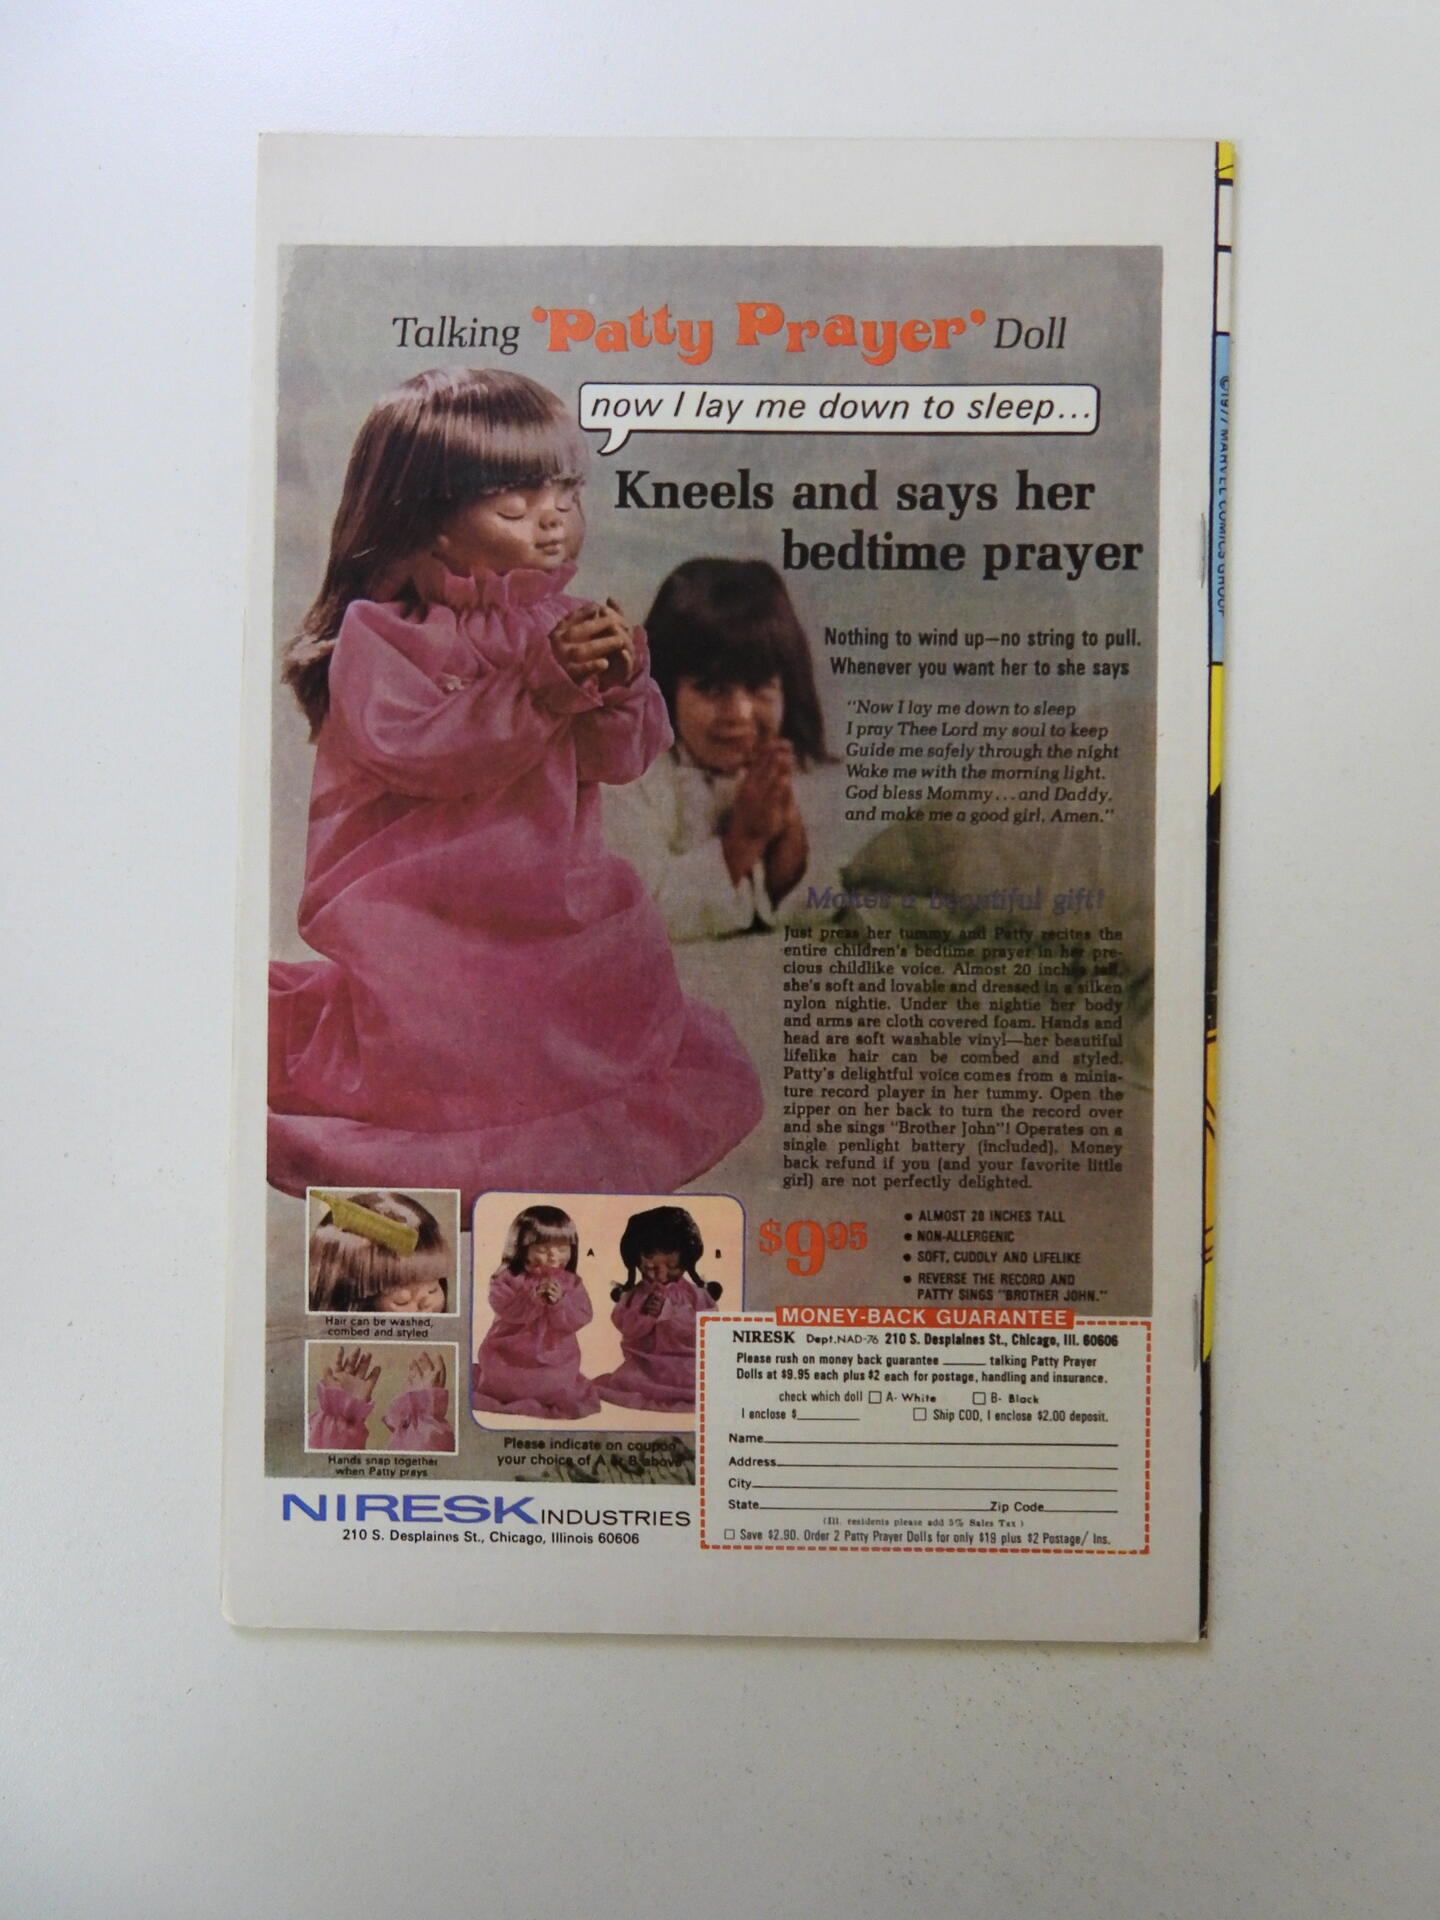 Talking 'Patty Prayer' Doll
now I lay me down to sleep...
Kneels and says her
bedtime prayer
Nothing to wind up—no string to pull.
Whenever you want her to she says
"Now I lay me down to sleep
I pray Thee Lord my soul to keep
Guide me safely through the night
Wake me with the morning light.
God bless Mommy...and Daddy,
and make me a good girl, Amen."
Makes a beautiful gift!
Just press her tummy and Patty recites the
entire children's bedtime prayer in her pre-
cious childlike voice. Almost 20 inches tall,
she's soft and lovable and dressed in a silken
nylon nightie. Under the nightie her body
and arms are cloth covered foam. Hands and
head are soft washable vinyl—her beautiful
lifelike hair can be combed and styled.
Patty's delightful voice comes from a minia-
ture record player in her tummy. Open the
zipper on her back to turn the record over
and she sings "Brother John"! Operates on a
single penlight battery (included). Money
back refund if you (and your favorite little
girl) are not perfectly delighted.
$9.95
• ALMOST 20 INCHES TALL
• NON-ALLERGENIC
• SOFT, CUDDLY AND LIFELIKE
• REVERSE THE RECORD AND
PATTY SINGS "BROTHER JOHN."
Hair can be washed,
combed and styled
Hands snap together
when Patty prays
A
B
Please indicate on coupon
your choice of A or B above
NIRESK INDUSTRIES
210 S. Desplaines St., Chicago, Illinois 60606
MONEY-BACK GUARANTEE
NIRESK Dept.NAD-76 210 S. Desplaines St., Chicago, Ill. 60606
Please rush on money back guarantee ______ talking Patty Prayer
Dolls at $9.95 each plus $2 each for postage, handling and insurance.
check which doll □ A- White □ B- Black
I enclose $________ □ Ship COD, I enclose $2.00 deposit.
Name
Address
City
State Zip Code
(Ill. residents please add 5% Sales Tax)
□ Save $2.90. Order 2 Patty Prayer Dolls for only $19 plus $2 Postage/ Ins.
©1977 MARVEL COMICS GROUP